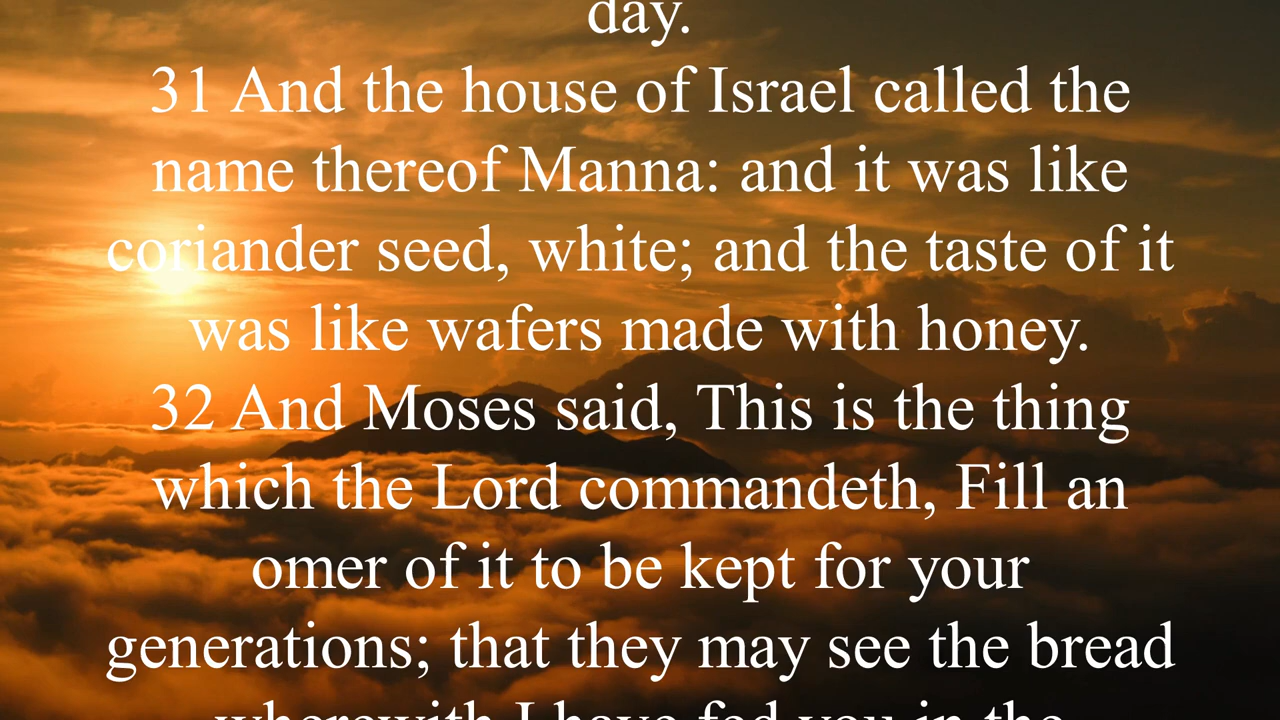 day.
31 And the house of Israel called the
name thereof Manna: and it was like
coriander seed, white; and the taste of it
was like wafers made with honey.
32 And Moses said, This is the thing
which the Lord commandeth, Fill an
omer of it to be kept for your
generations; that they may see the bread
wherewith I have fed you in the